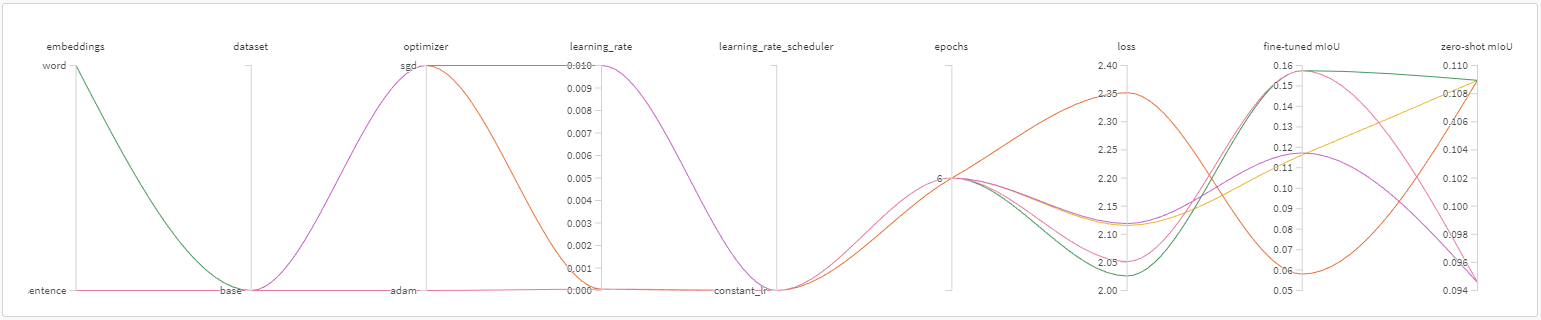 embeddings dataset optimizer learning_rate learning_rate_scheduler epochs loss fine-tuned mIoU zero-shot mIoU
word sgd 0.010 2.40 0.16 0.110
0.009 2.35 0.15 0.108
0.008 2.30 0.14 0.106
0.007 2.25 0.13 0.104
0.006 2.20 0.12 0.102
0.005 6 2.15 0.11 0.100
0.004 2.10 0.10 0.098
0.003 2.05 0.09 0.096
0.002 2.00 0.08 0.094
0.001 0.07
0.000 0.06
entence base adam constant_lr 0.05